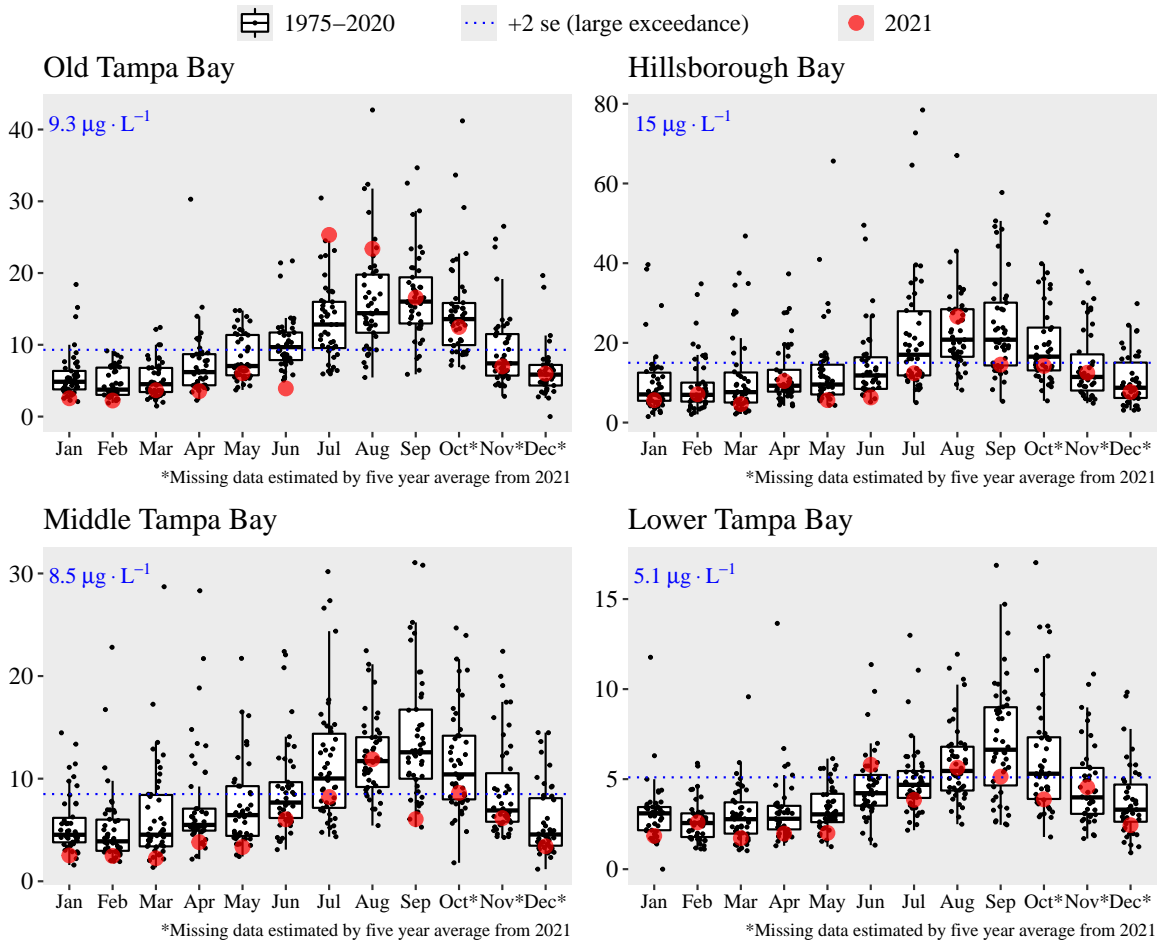 1975–2020 +2 se (large exceedance) 2021
Old Tampa Bay
9.3 µg · L⁻¹
40
30
20
10
0
Jan Feb Mar Apr May Jun Jul Aug Sep Oct* Nov* Dec*
*Missing data estimated by five year average from 2021
Hillsborough Bay
15 µg · L⁻¹
80
60
40
20
0
Jan Feb Mar Apr May Jun Jul Aug Sep Oct* Nov* Dec*
*Missing data estimated by five year average from 2021
Middle Tampa Bay
8.5 µg · L⁻¹
30
20
10
0
Jan Feb Mar Apr May Jun Jul Aug Sep Oct* Nov* Dec*
*Missing data estimated by five year average from 2021
Lower Tampa Bay
5.1 µg · L⁻¹
15
10
5
0
Jan Feb Mar Apr May Jun Jul Aug Sep Oct* Nov* Dec*
*Missing data estimated by five year average from 2021